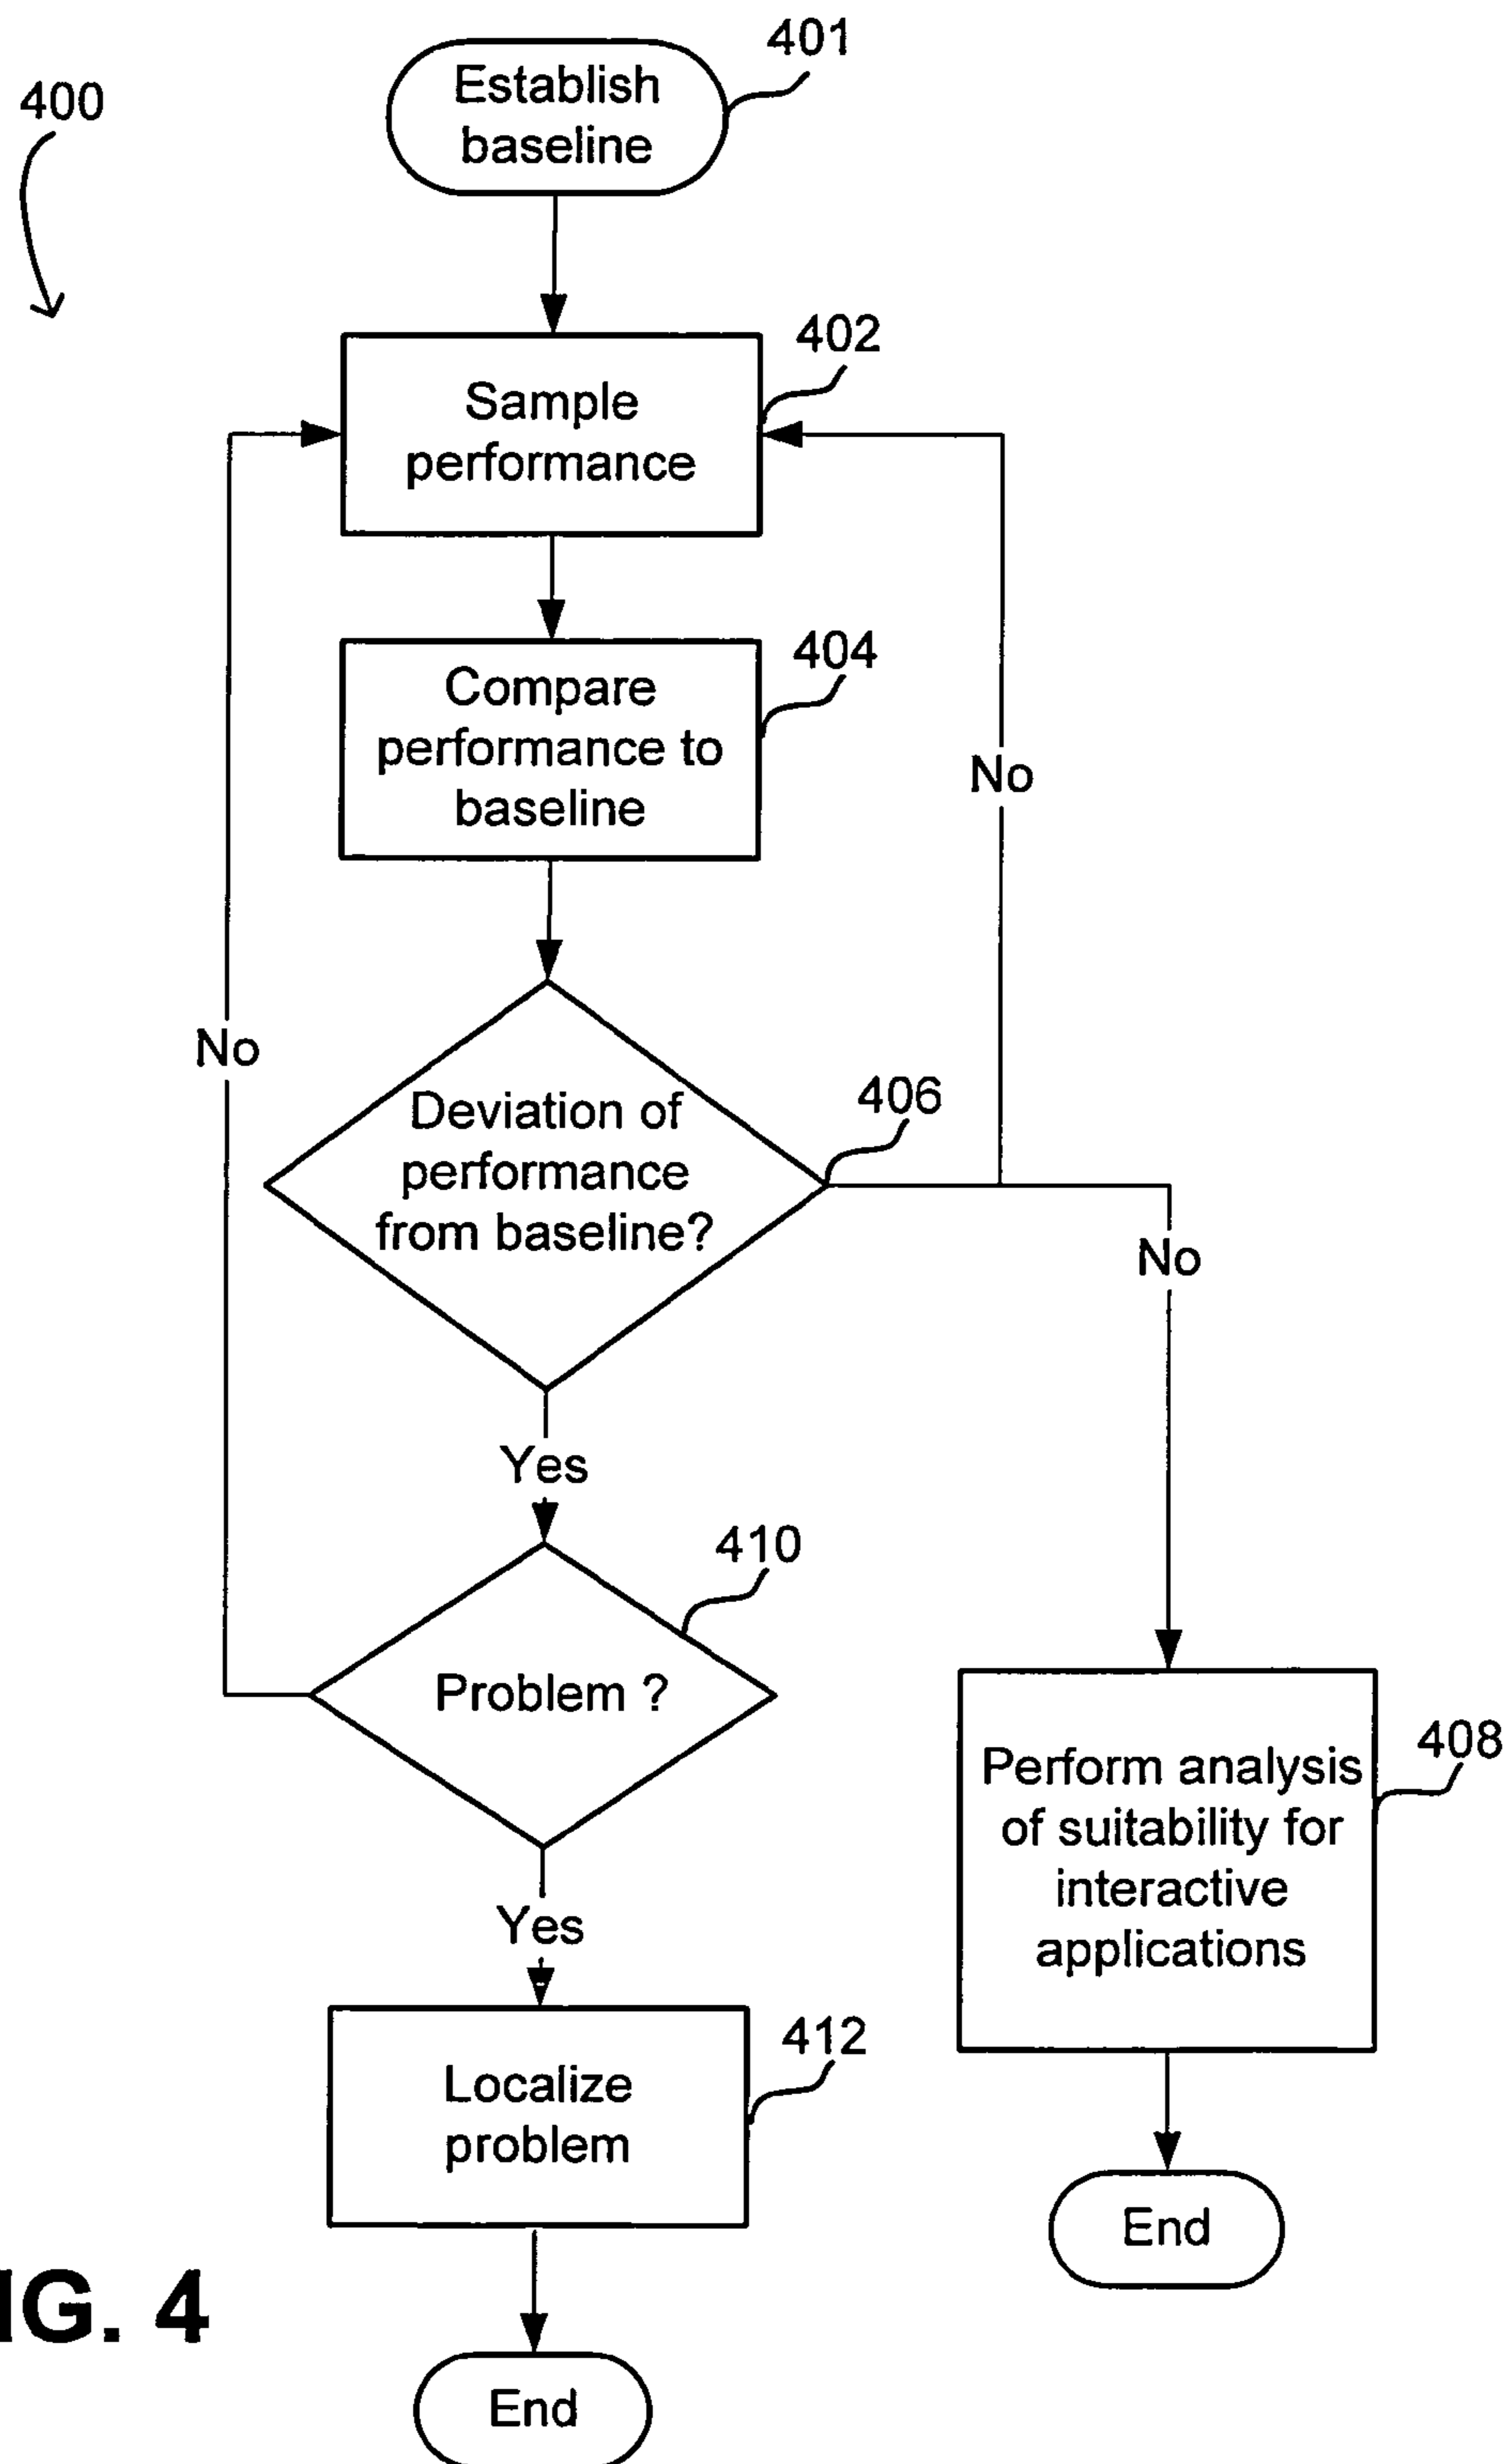 401
Establish
baseline
400
402
Sample
performance
404
Compare
performance to
baseline
No
No
406
Deviation of
performance
from baseline?
No
Yes
410
Problem ?
408
Perform analysis
of suitability for
interactive
applications
Yes
412
Localize
problem
End
IG. 4
End